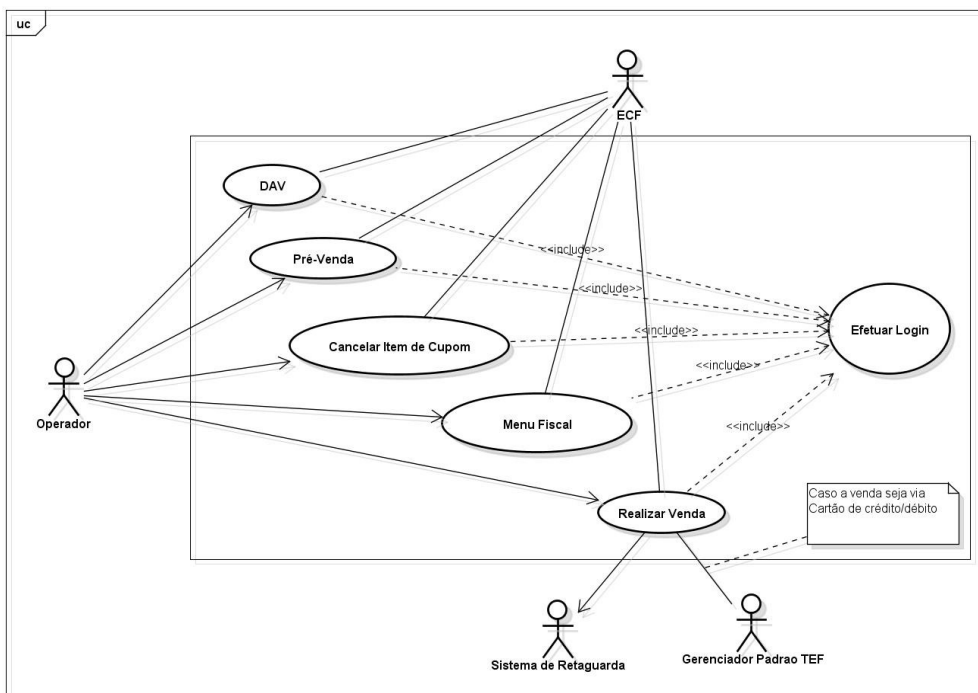 uc
ECF
DAV
<<include>>
Pré-Venda
<<include>>
Efetuar Login
Cancelar Item de Cupom
<<include>>
<<include>>
Operador
Menu Fiscal
<<include>>
Caso a venda seja via
Cartão de crédito/débito
Realizar Venda
Sistema de Retaguarda
Gerenciador Padrao TEF